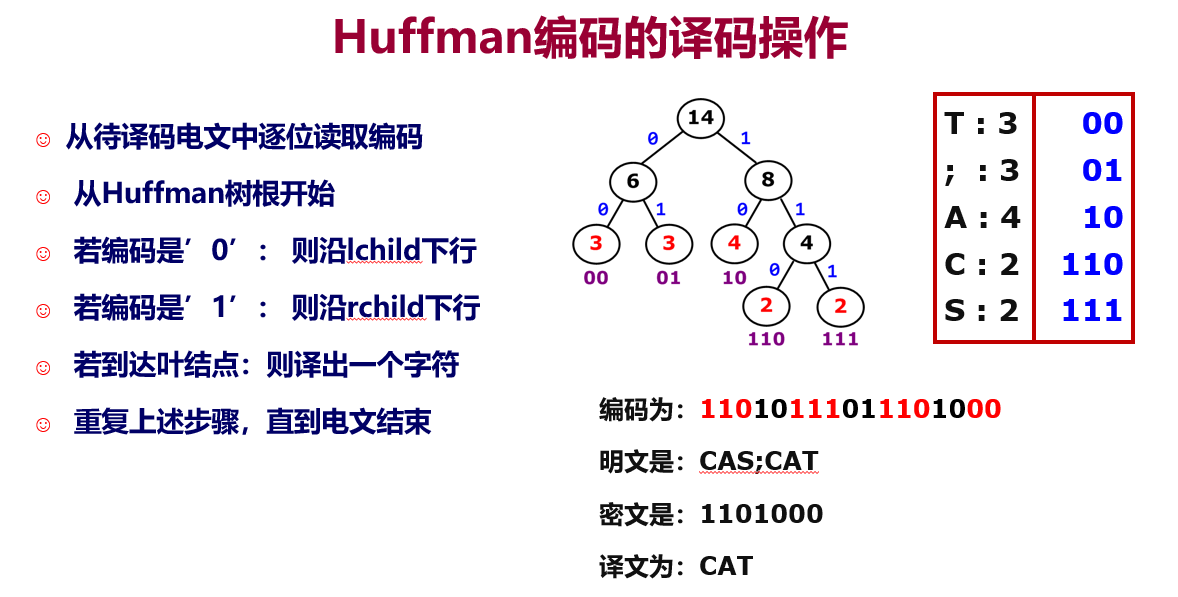 Huffman编码的译码操作
☺ 从待译码电文中逐位读取编码
☺ 从Huffman树根开始
☺ 若编码是’0’： 则沿lchild下行
☺ 若编码是’1’： 则沿rchild下行
☺ 若到达叶结点：则译出一个字符
☺ 重复上述步骤，直到电文结束
14
0 1
6 8
0 1 0 1
3 3 4 4
00 01 10 0 1
2 2
110 111
T : 3 00
; : 3 01
A : 4 10
C : 2 110
S : 2 111
编码为：11010111011101000
明文是：CAS;CAT
密文是：1101000
译文为：CAT